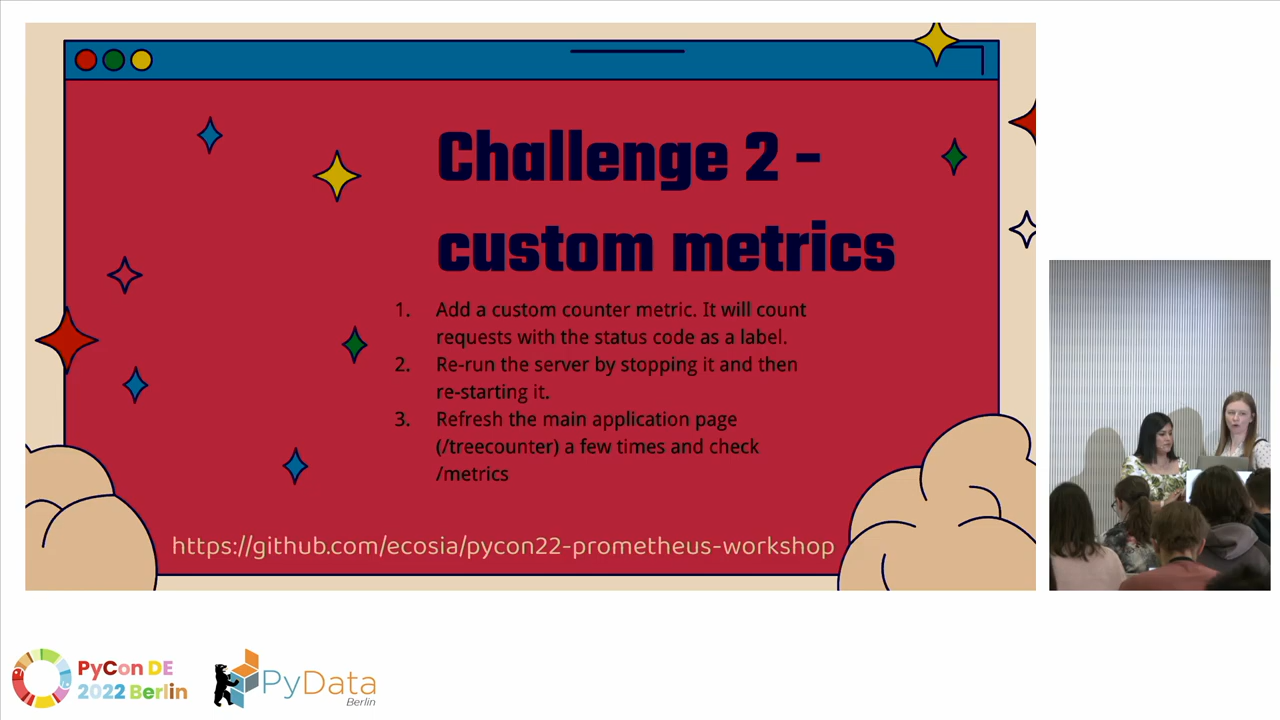 Challenge 2 -
custom metrics
1. Add a custom counter metric. It will count
requests with the status code as a label.
2. Re-run the server by stopping it and then
re-starting it.
3. Refresh the main application page
(/treecounter) a few times and check
/metrics
https://github.com/ecosia/pycon22-prometheus-workshop
PyCon DE
2022 Berlin
PyData
Berlin